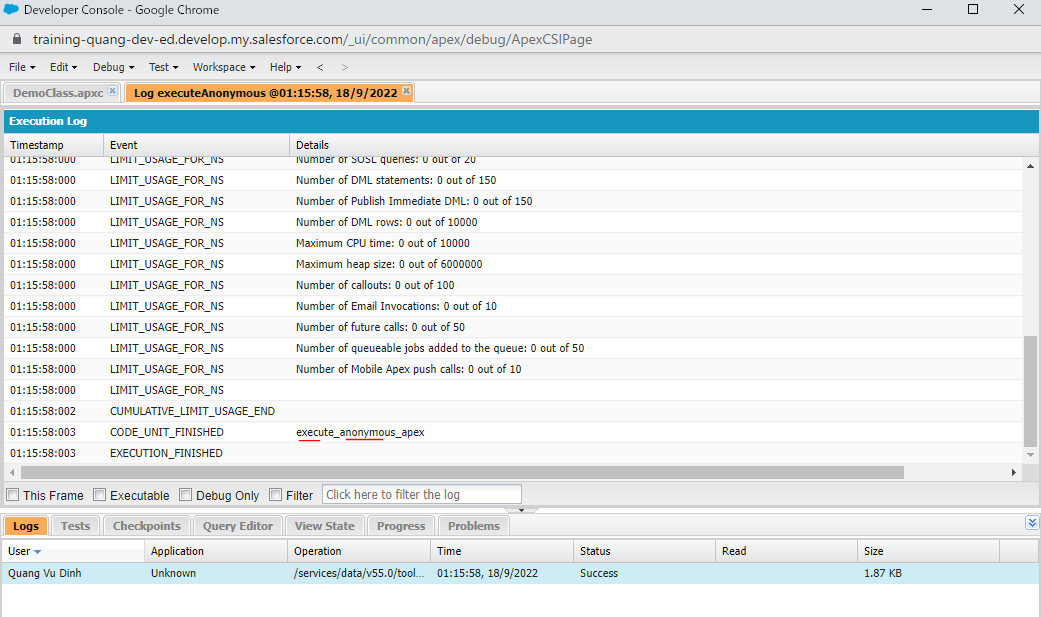 Developer Console - Google Chrome
training-quang-dev-ed.develop.my.salesforce.com/_ui/common/apex/debug/ApexCSIPage
File Edit Debug Test Workspace Help < >
DemoClass.apxc Log executeAnonymous @01:15:58, 18/9/2022
Execution Log
Timestamp Event Details
01:15:58:000 LIMIT_USAGE_FOR_NS Number of SOSL queries: 0 out of 20
01:15:58:000 LIMIT_USAGE_FOR_NS Number of DML statements: 0 out of 150
01:15:58:000 LIMIT_USAGE_FOR_NS Number of Publish Immediate DML: 0 out of 150
01:15:58:000 LIMIT_USAGE_FOR_NS Number of DML rows: 0 out of 10000
01:15:58:000 LIMIT_USAGE_FOR_NS Maximum CPU time: 0 out of 10000
01:15:58:000 LIMIT_USAGE_FOR_NS Maximum heap size: 0 out of 6000000
01:15:58:000 LIMIT_USAGE_FOR_NS Number of callouts: 0 out of 100
01:15:58:000 LIMIT_USAGE_FOR_NS Number of Email Invocations: 0 out of 10
01:15:58:000 LIMIT_USAGE_FOR_NS Number of future calls: 0 out of 50
01:15:58:000 LIMIT_USAGE_FOR_NS Number of queueable jobs added to the queue: 0 out of 50
01:15:58:000 LIMIT_USAGE_FOR_NS Number of Mobile Apex push calls: 0 out of 10
01:15:58:000 LIMIT_USAGE_FOR_NS
01:15:58:002 CUMULATIVE_LIMIT_USAGE_END
01:15:58:003 CODE_UNIT_FINISHED execute_anonymous_apex
01:15:58:003 EXECUTION_FINISHED
This Frame Executable Debug Only Filter Click here to filter the log
Logs Tests Checkpoints Query Editor View State Progress Problems
User Application Operation Time Status Read Size
Quang Vu Dinh Unknown /services/data/v55.0/tool... 01:15:58, 18/9/2022 Success 1.87 KB